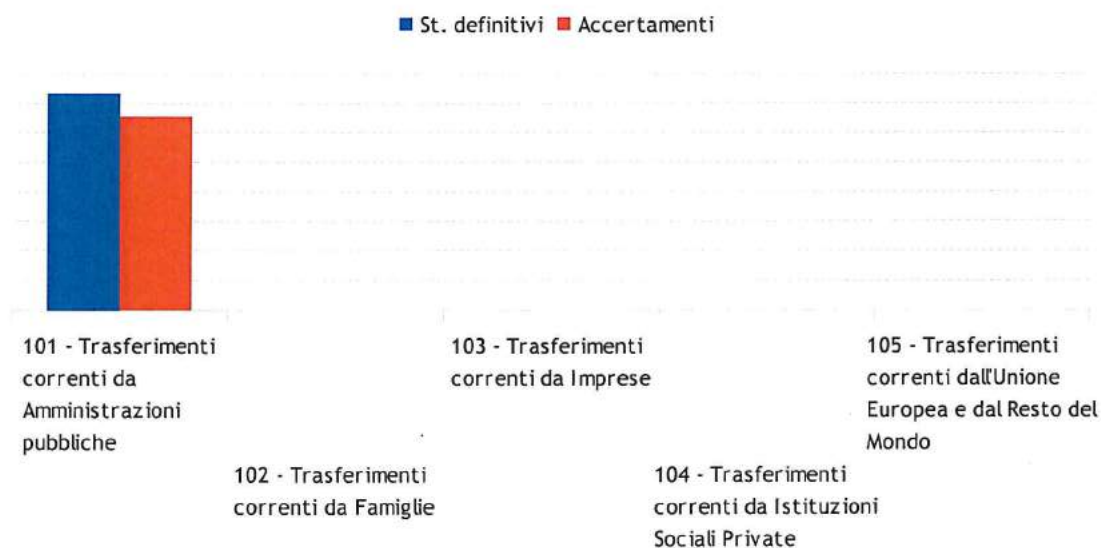 St. definitivi Accertamenti
101 - Trasferimenti
correnti da
Amministrazioni
pubbliche
102 - Trasferimenti
correnti da Famiglie
103 - Trasferimenti
correnti da Imprese
104 - Trasferimenti
correnti da Istituzioni
Sociali Private
105 - Trasferimenti
correnti dall'Unione
Europea e dal Resto del
Mondo